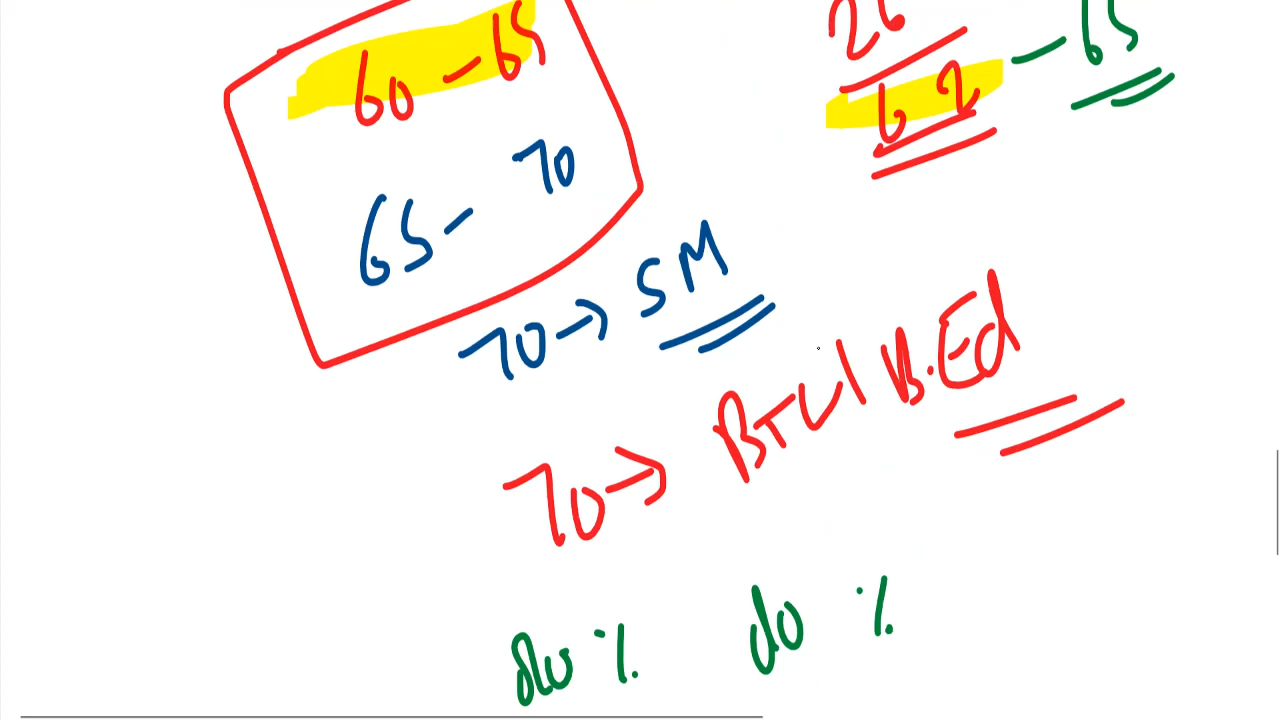 60 - 65
26
62 - 65
65 - 70
70 → SM
70 → BTC/B.Ed
%
%